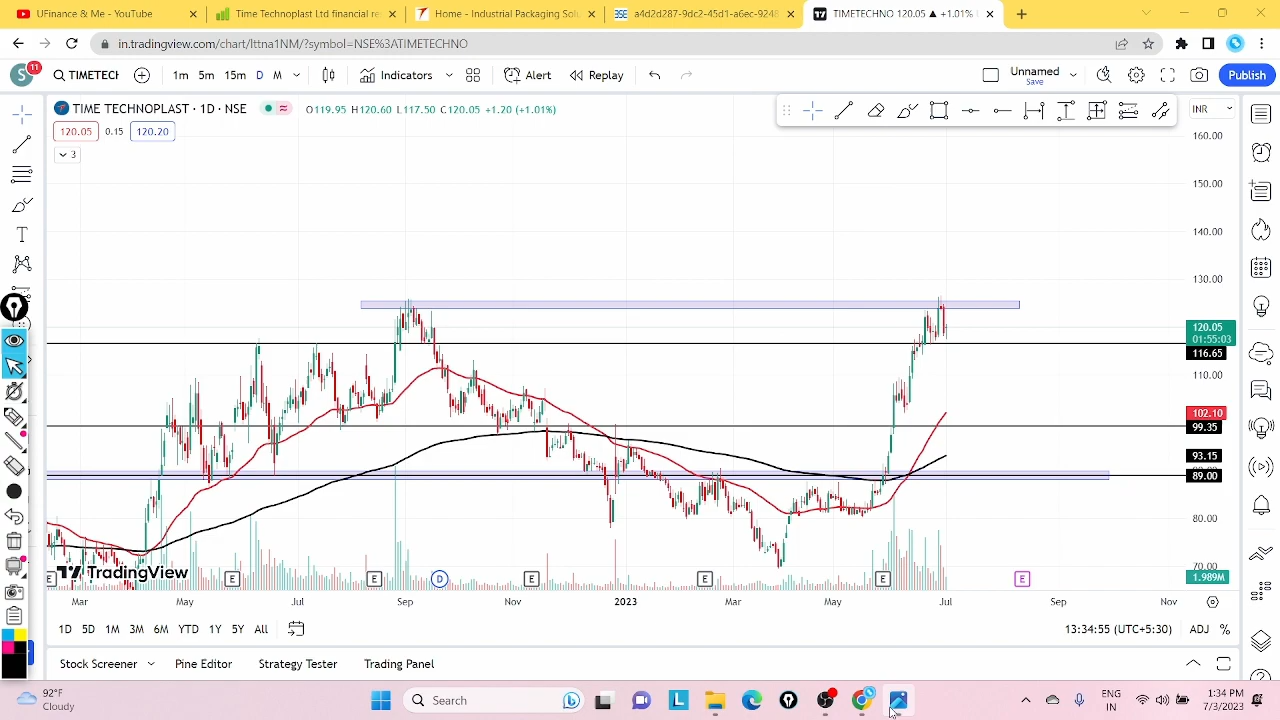 UFinance & Me - YouTube
Time Technoplast Ltd financial re
Home - Industrial Packaging Solu
BSE
a4d2d287-9dc2-45d1-a6ec-9248
TIMETECHNO 120.05 ▲ +1.01% U
in.tradingview.com/chart/lttna1NM/?symbol=NSE%3ATIMETECHNO
S
11
TIMETECH
1m 5m 15m D M
Indicators
Alert
Replay
Unnamed
Save
Publish
TIME TECHNOPLAST · 1D · NSE
O119.95 H120.60 L117.50 C120.05 +1.20 (+1.01%)
INR
120.05 0.15 120.20
3
160.00
150.00
140.00
130.00
120.05
01:55:03
116.65
110.00
102.10
99.35
93.15
89.00
80.00
70.00
1.989M
TradingView
E E E D E E E E
Mar May Jul Sep Nov 2023 Mar May Jul Sep Nov
1D 5D 1M 3M 6M YTD 1Y 5Y All
13:34:55 (UTC+5:30) ADJ %
Stock Screener
Pine Editor
Strategy Tester
Trading Panel
92°F
Cloudy
Search
L
ENG
IN
1:34 PM
7/3/2023